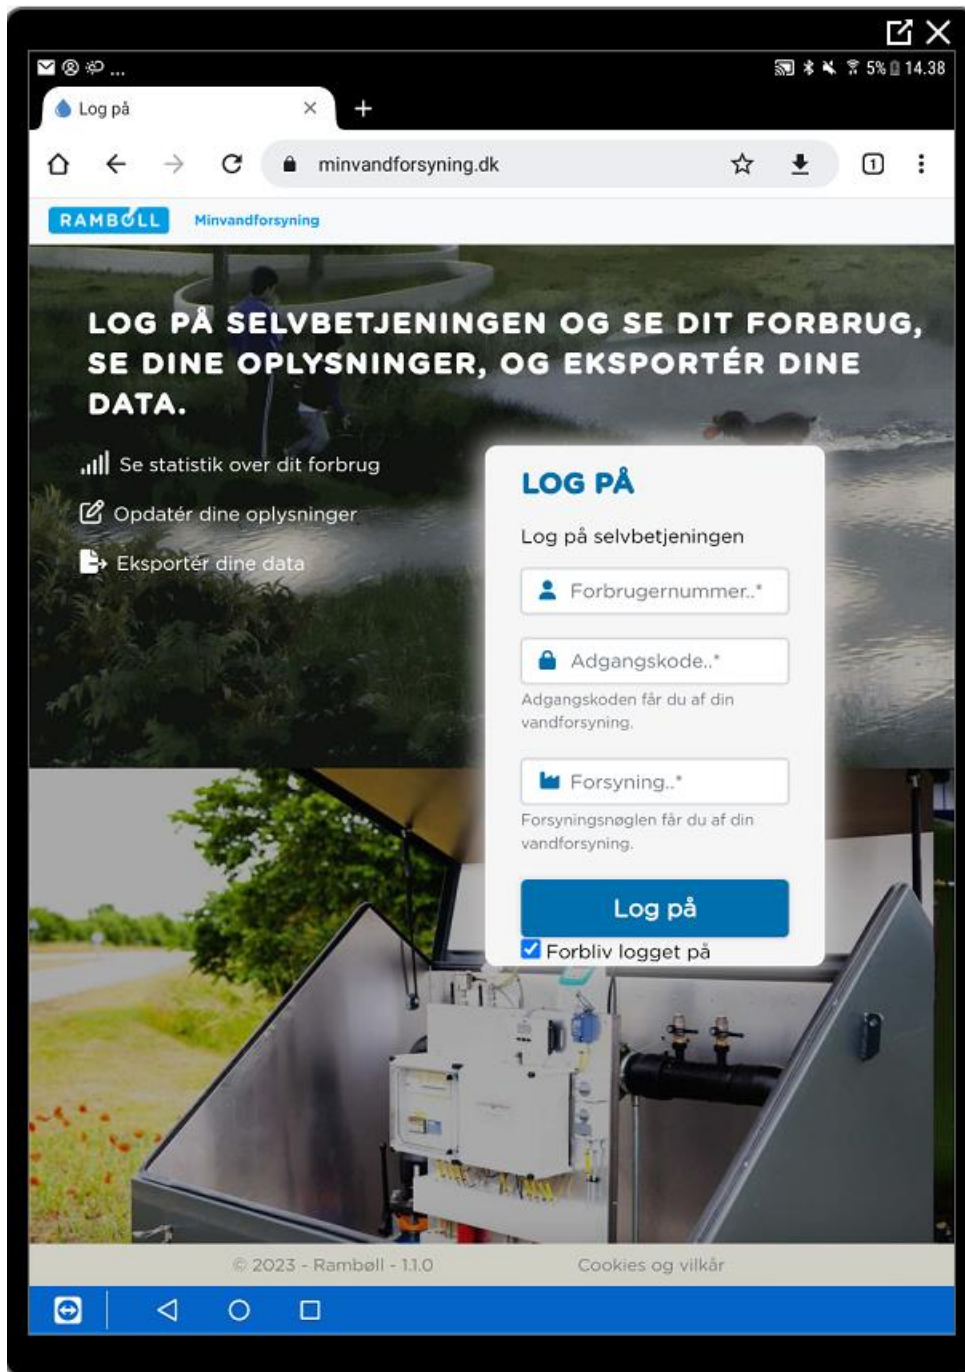 ... 5% 14.38
Log på
minvandforsyning.dk
1
RAMBOLL Minvandforsyning
LOG PÅ SELVBETJENINGEN OG SE DIT FORBRUG,
SE DINE OPLYSNINGER, OG EKSPORTÉR DINE
DATA.
Se statistik over dit forbrug
Opdatér dine oplysninger
Eksportér dine data
LOG PÅ
Log på selvbetjeningen
Forbrugernummer..*
Adgangskode..*
Adgangskoden får du af din
vandforsyning.
Forsyning..*
Forsyningsnøglen får du af din
vandforsyning.
Log på
Forbliv logget på
© 2023 - Rambøll - 1.1.0 Cookies og vilkår